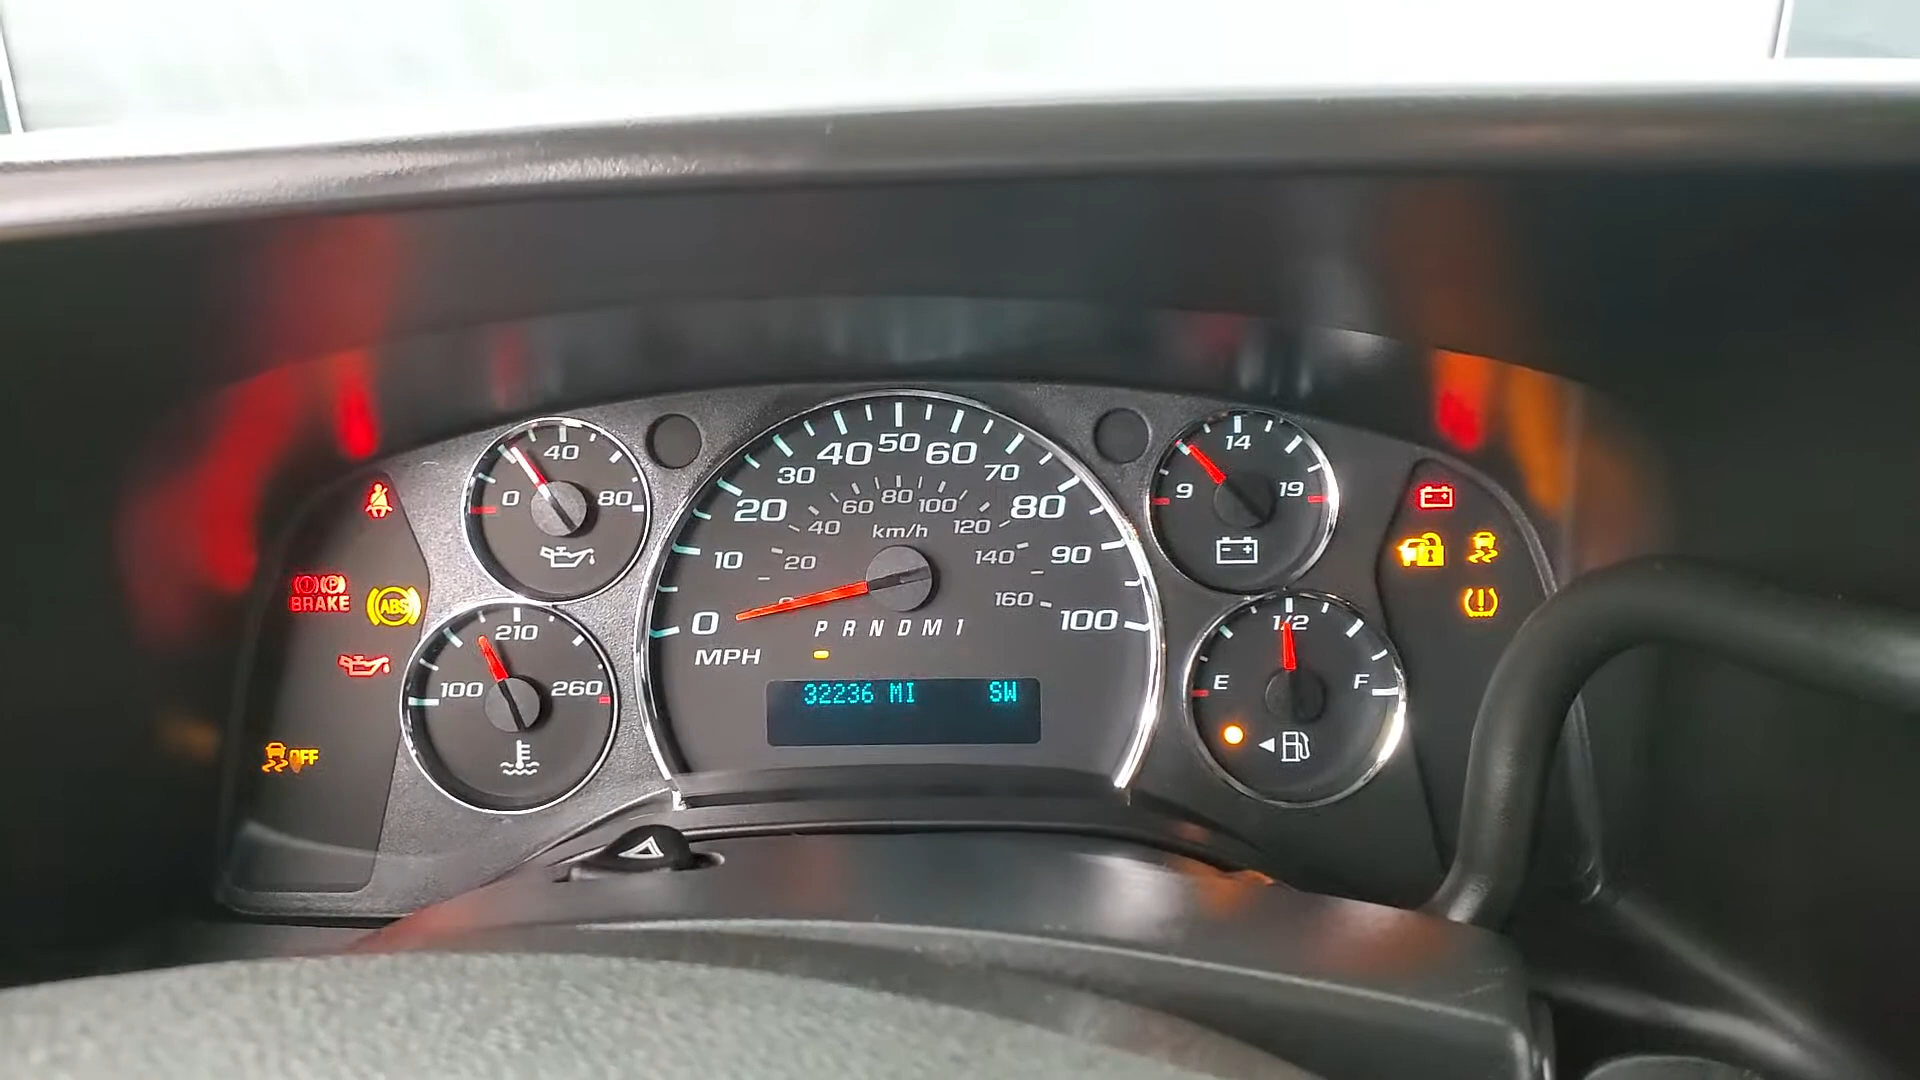 40
0 80
14
9 19
40 50 60
30 70
20 80
10 90
0 100
MPH
60 80 100
40 120
20 140
0 160
km/h
P R N D M 1
BRAKE
ABS
210
100 260
OFF
32236 MI SW
1/2
E F